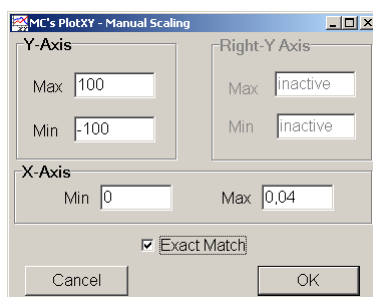 MC's PlotXY - Manual Scaling
Y-Axis
Max 100
Min -100
Right-Y Axis
Max inactive
Min inactive
X-Axis
Min 0 Max 0,04
Exact Match
Cancel OK